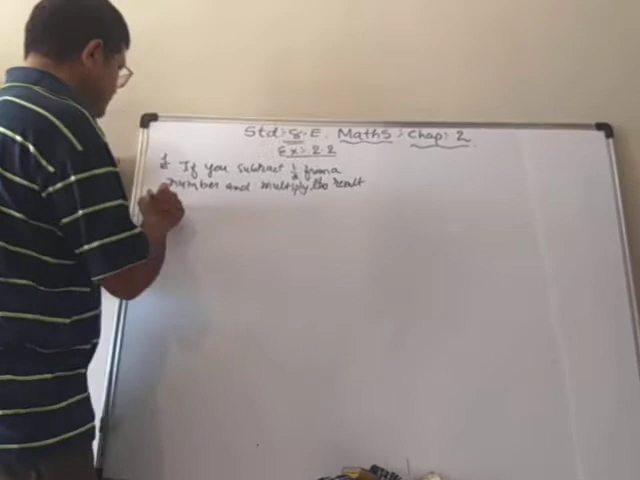 Std:- 8-E. Maths : Chap:- 2
Ex:- 2.2
1 If you subtract 1/2 from a
number and multiply the result